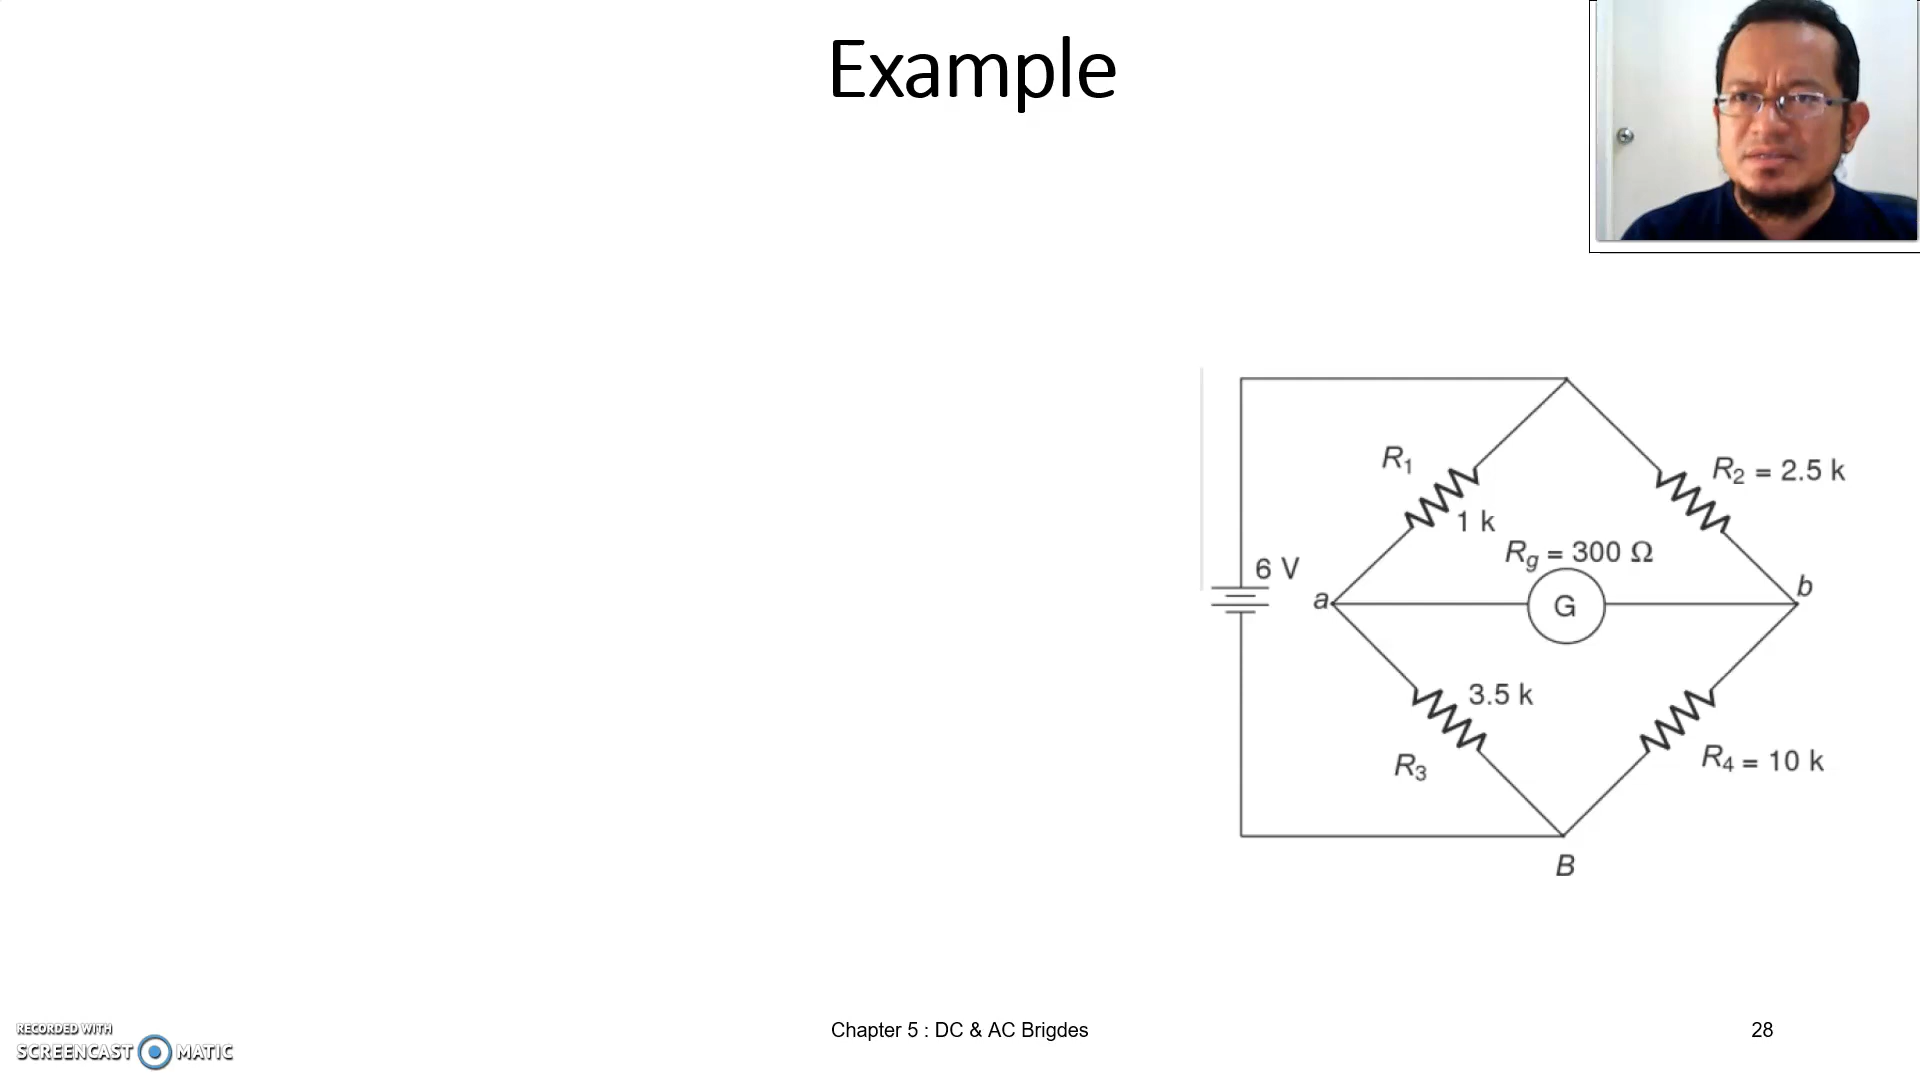 Example
R1
R2 = 2.5 k
1 k
Rg = 300 Ω
6 V
a
b
G
3.5 k
R3
R4 = 10 k
B
RECORDED WITH
SCREENCAST MATIC
Chapter 5 : DC & AC Brigdes
28